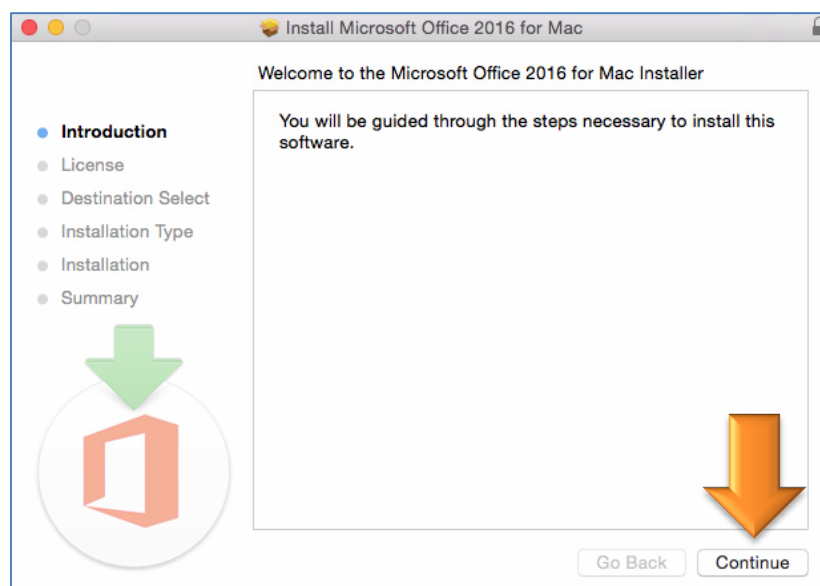 Install Microsoft Office 2016 for Mac
Welcome to the Microsoft Office 2016 for Mac Installer
Introduction
License
Destination Select
Installation Type
Installation
Summary
You will be guided through the steps necessary to install this
software.
Go Back
Continue